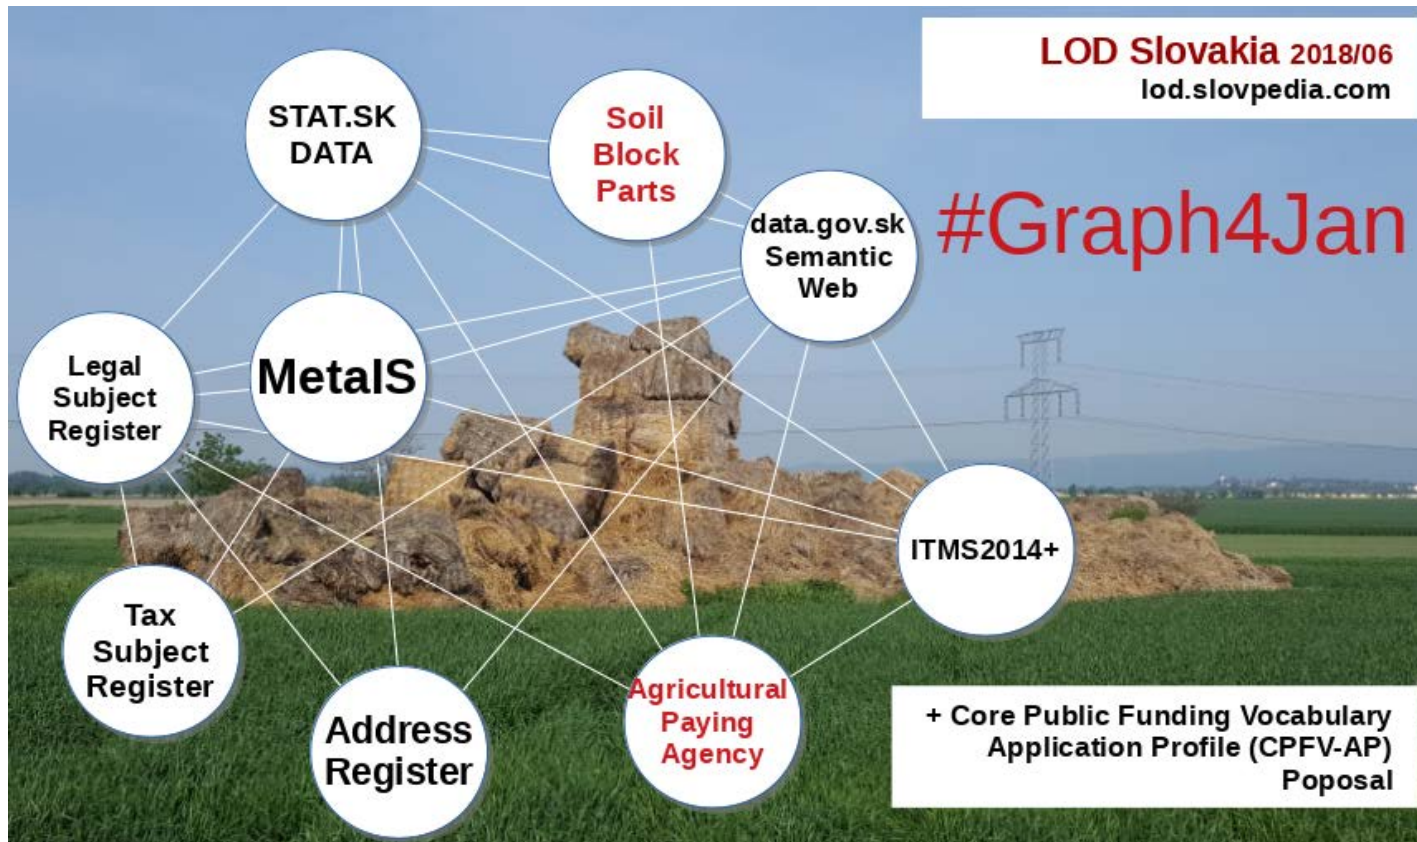 LOD Slovakia 2018/06
lod.slovpedia.com
#Graph4Jan
STAT.SK
DATA
Soil
Block
Parts
data.gov.sk
Semantic
Web
Legal
Subject
Register
MetaIS
ITMS2014+
Tax
Subject
Register
Address
Register
Agricultural
Paying
Agency
+ Core Public Funding Vocabulary
Application Profile (CPFV-AP)
Poposal